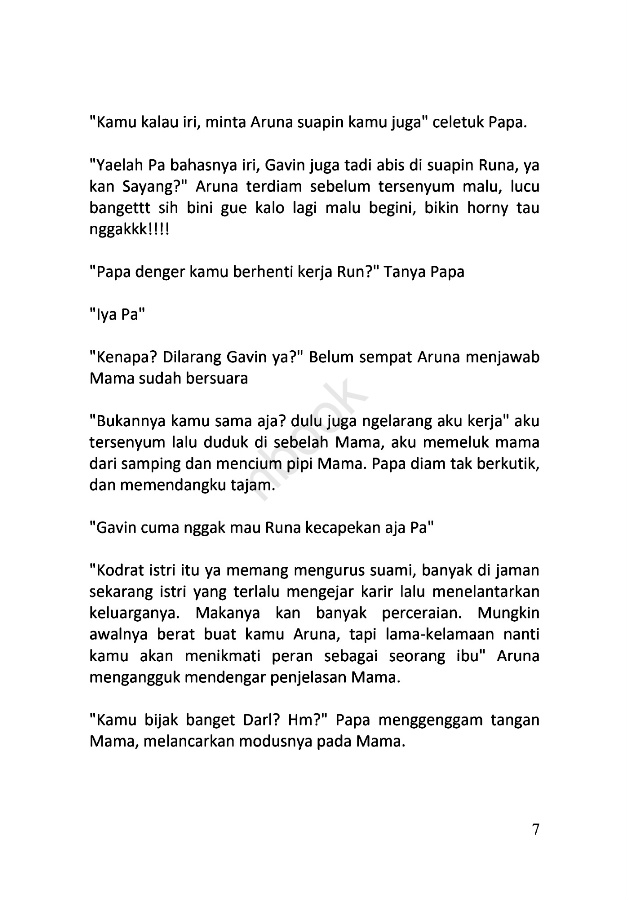 "Kamu kalau iri, minta Aruna suapin kamu juga" celetuk Papa.
"Yaelah Pa bahasnya iri, Gavin juga tadi abis di suapin Runa, ya
kan Sayang?" Aruna terdiam sebelum tersenyum malu, lucu
bangettt sih bini gue kalo lagi malu begini, bikin horny tau
nggakkk!!!!
"Papa denger kamu berhenti kerja Run?" Tanya Papa
"Iya Pa"
"Kenapa? Dilarang Gavin ya?" Belum sempat Aruna menjawab
Mama sudah bersuara
"Bukannya kamu sama aja? dulu juga ngelarang aku kerja" aku
tersenyum lalu duduk di sebelah Mama, aku memeluk mama
dari samping dan mencium pipi Mama. Papa diam tak berkutik,
dan memendangku tajam.
"Gavin cuma nggak mau Runa kecapekan aja Pa"
"Kodrat istri itu ya memang mengurus suami, banyak di jaman
sekarang istri yang terlalu mengejar karir lalu menelantarkan
keluarganya. Makanya kan banyak perceraian. Mungkin
awalnya berat buat kamu Aruna, tapi lama-kelamaan nanti
kamu akan menikmati peran sebagai seorang ibu" Aruna
mengangguk mendengar penjelasan Mama.
"Kamu bijak banget Darl? Hm?" Papa menggenggam tangan
Mama, melancarkan modusnya pada Mama.
7